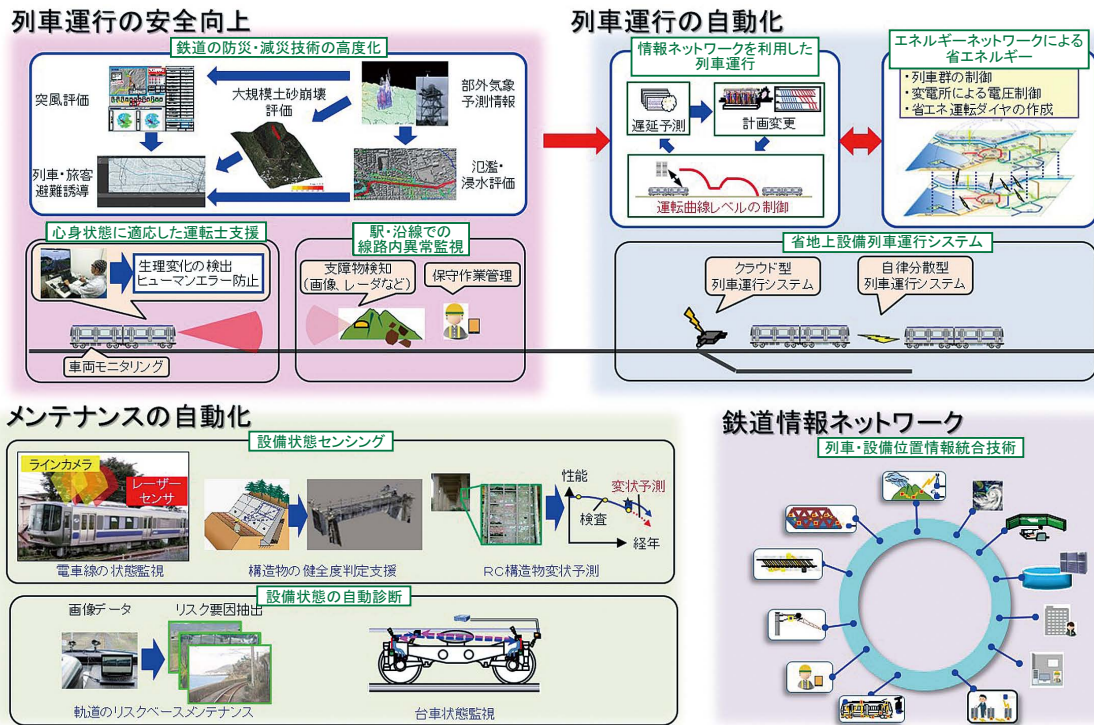 列車運行の安全向上
鉄道の防災・減災技術の高度化
突風評価
大規模土砂崩壊
評価
部外気象
予測情報
列車・旅客
避難誘導
氾濫・
浸水評価
心身状態に適応した運転士支援
生理変化の検出
ヒューマンエラー防止
車両モニタリング
駅・沿線での
線路内異常監視
支障物検知
(画像、レーダなど)
保守作業管理
列車運行の自動化
情報ネットワークを利用した
列車運行
遅延予測
計画変更
運転曲線レベルの制御
エネルギーネットワークによる
省エネルギー
・列車群の制御
・変電所による電圧制御
・省エネ運転ダイヤの作成
省地上設備列車運行システム
クラウド型
列車運行システム
自律分散型
列車運行システム
メンテナンスの自動化
設備状態センシング
ラインカメラ
レーザー
センサ
電車線の状態監視
構造物の健全度判定支援
性能
変状予測
検査
経年
RC構造物変状予測
設備状態の自動診断
画像データ
リスク要因抽出
軌道のリスクベースメンテナンス
台車状態監視
鉄道情報ネットワーク
列車・設備位置情報統合技術